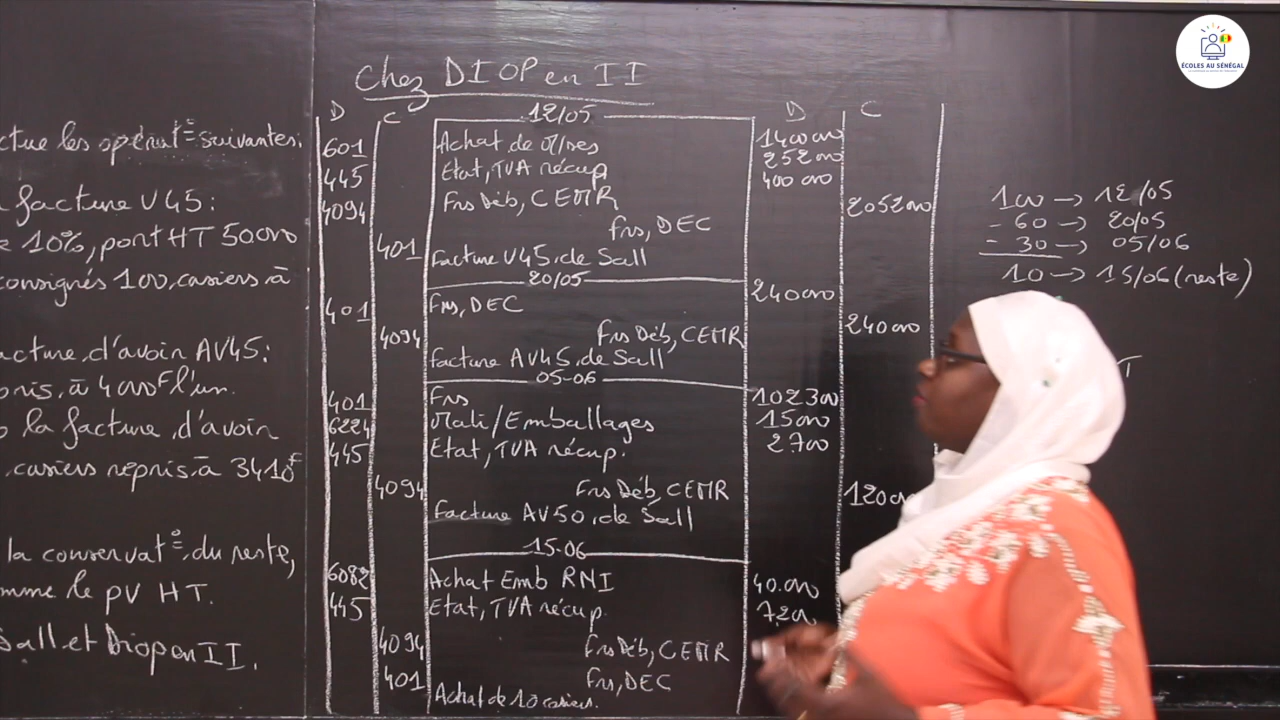 ÉCOLES AU SÉNÉGAL
Chez DIOP en II
D C 12/05 D C
601 Achat de M/ses 1400000
445 Etat, TVA récup 252000
4094 Frs Déb, CEMR 400000
401 Frs, DEC 2052000
Facture V45 de Sall
20/05
401 Frs, DEC 240000
4094 Frs Déb, CEMR 240000
Facture AV45 de Sall
05-06
401 Frs 102300
6224 Mali/Emballages 15000
445 Etat, TVA récup. 2700
4094 Frs Déb, CEMR 120
Facture AV50 de Sall
15-06
6082 Achat Emb RNI 40.000
445 Etat, TVA récup. 7200
4094 Frs Déb, CEMR
401 Frs, DEC
Achat de 10 casiers.
ctue les opérat°=suivantes:
facture V45:
10%, port HT 50000
consignés 100 casiers à
acture d'avoir AV45:
pris à 4000F l'un.
la facture d'avoir
casiers repris à 3410F
la conservat°= du reste,
mme le PV HT.
Sall et Diop en II.
100 → 12/05
- 60 → 20/05
- 30 → 05/06
10 → 15/06 (reste)
T